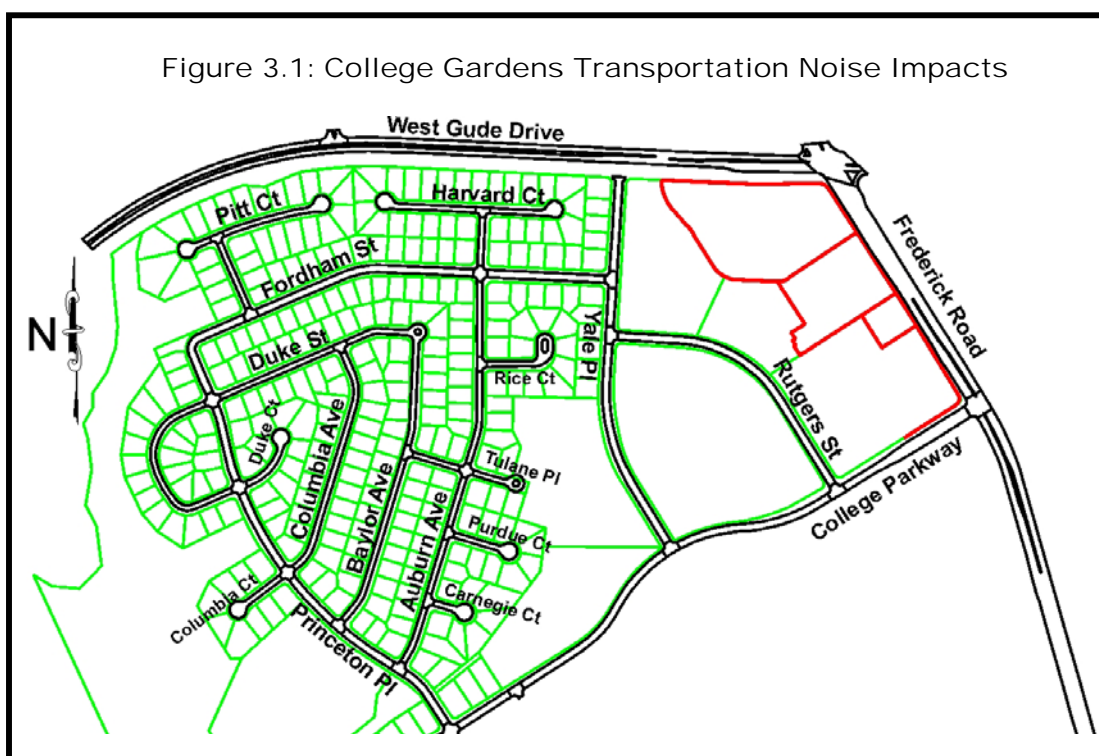 Figure 3.1: College Gardens Transportation Noise Impacts
West Gude Drive
Pitt Ct
Harvard Ct
Frederick Road
Fordham St
N
Yale Pl
Duke St
Rice Ct
Rutgers St
Duke Ct
Columbia Ave
Tulane Pl
Baylor Ave
Auburn Ave
College Parkway
Purdue Ct
Columbia Ct
Carnegie Ct
Princeton Pl